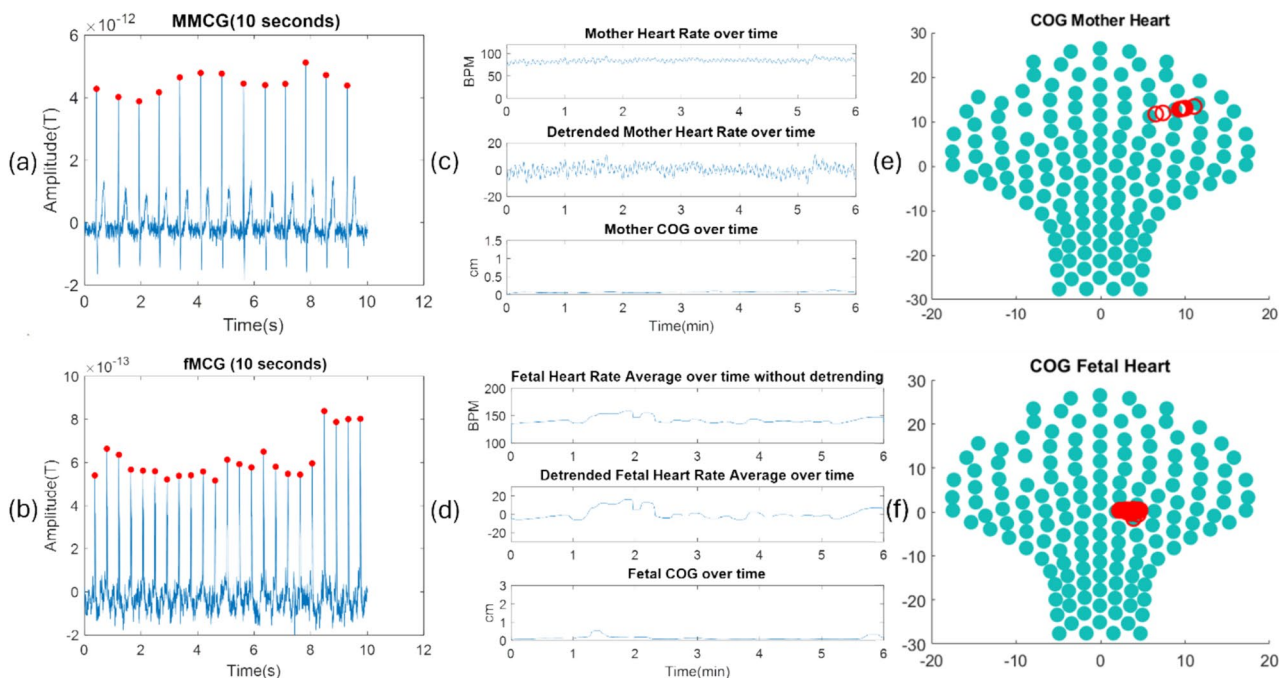 MMCG(10 seconds)
×10-12
6
4
2
0
-2
0 2 4 6 8 10 12
Amplitude(T)
Time(s)
(a)
Mother Heart Rate over time
BPM
100
50
0
0 1 2 3 4 5 6
Detrended Mother Heart Rate over time
20
0
-20
0 1 2 3 4 5 6
Mother COG over time
cm
1.5
1
0.5
0
0 1 2 3 4 5 6
Time(min)
(c)
COG Mother Heart
30
20
10
0
-10
-20
30
-20 -10 0 10 20
(e)
fMCG (10 seconds)
×10-13
10
8
6
4
2
0
-2
0 2 4 6 8 10 12
Amplitude(T)
Time(s)
(b)
Fetal Heart Rate Average over time without detrending
BPM
200
150
100
0 1 2 3 4 5 6
Detrended Fetal Heart Rate Average over time
20
0
-20
0 1 2 3 4 5 6
Fetal COG over time
cm
3
2
1
0
0 1 2 3 4 5 6
Time(min)
(d)
COG Fetal Heart
30
20
10
0
-10
-20
30
-20 -10 0 10 20
(f)